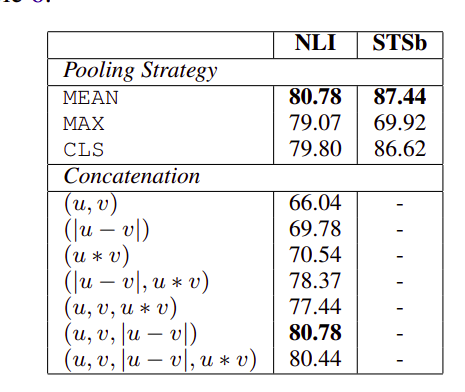 NLI STSb
Pooling Strategy
MEAN 80.78 87.44
MAX 79.07 69.92
CLS 79.80 86.62
Concatenation
(u, v) 66.04 -
(|u − v|) 69.78 -
(u ∗ v) 70.54 -
(|u − v|, u ∗ v) 78.37 -
(u, v, u ∗ v) 77.44 -
(u, v, |u − v|) 80.78 -
(u, v, |u − v|, u ∗ v) 80.44 -